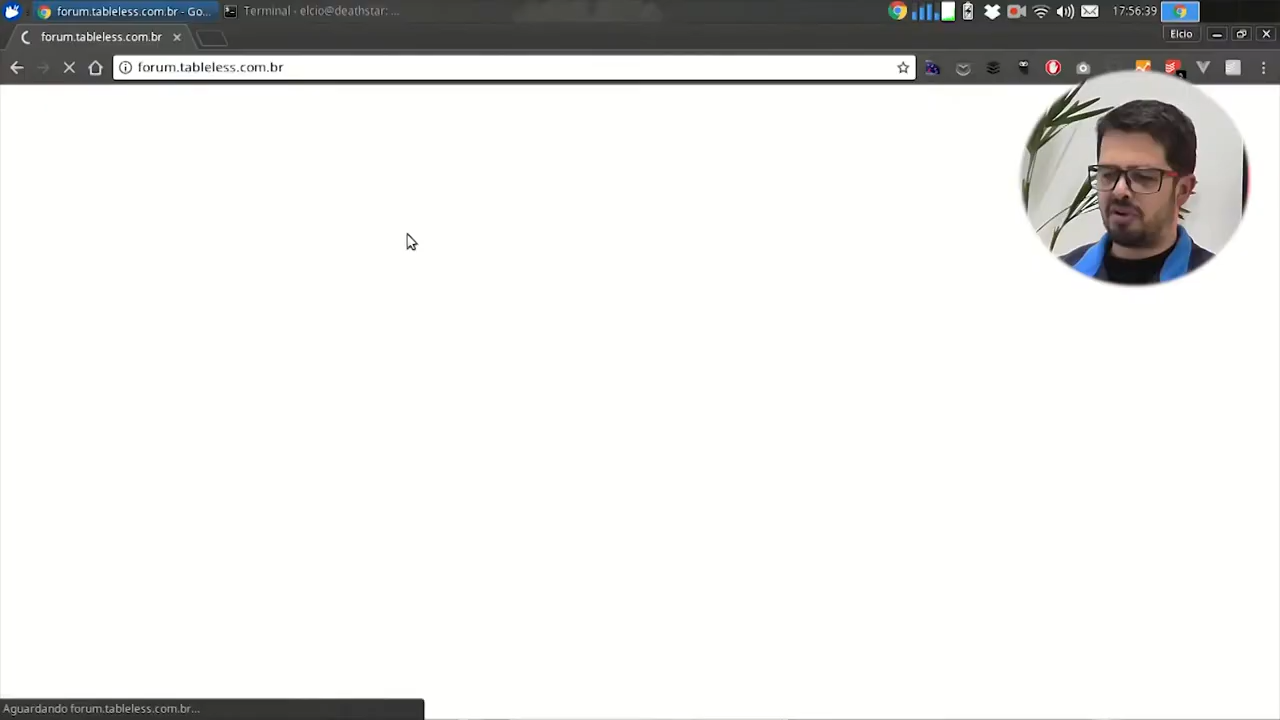 forum.tableless.com.br - Go...
Terminal - elcio@deathstar: ...
17:56:39
forum.tableless.com.br
Elcio
forum.tableless.com.br
Aguardando forum.tableless.com.br...